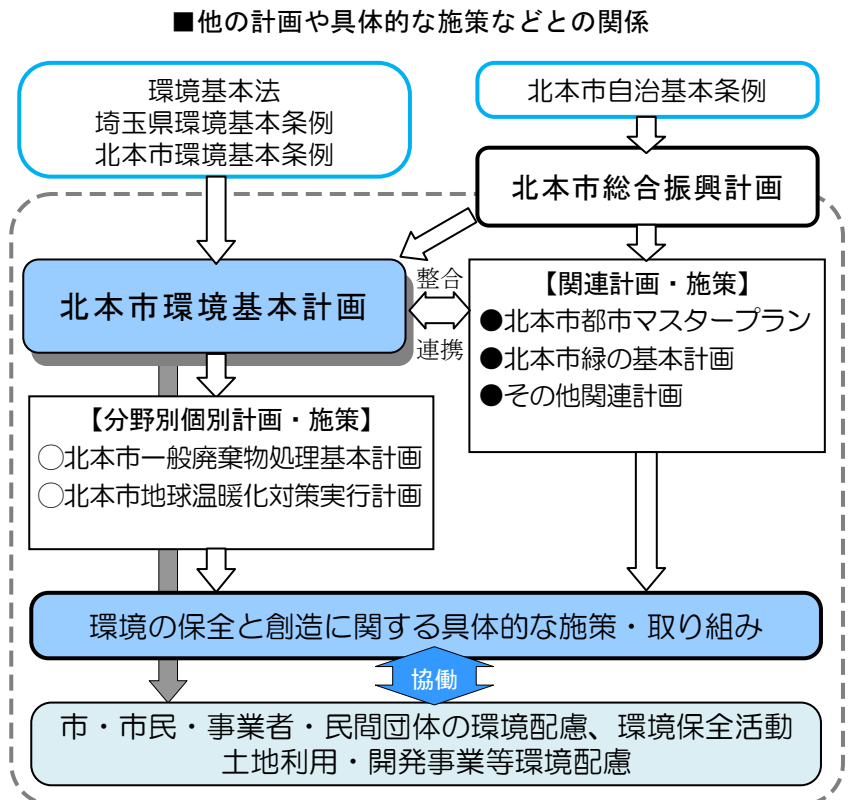 ■他の計画や具体的な施策などとの関係
環境基本法
埼玉県環境基本条例
北本市環境基本条例
北本市自治基本条例
北本市総合振興計画
北本市環境基本計画
整合
連携
【関連計画・施策】
●北本市都市マスタープラン
●北本市緑の基本計画
●その他関連計画
【分野別個別計画・施策】
○北本市一般廃棄物処理基本計画
○北本市地球温暖化対策実行計画
環境の保全と創造に関する具体的な施策・取り組み
協働
市・市民・事業者・民間団体の環境配慮、環境保全活動
土地利用・開発事業等環境配慮